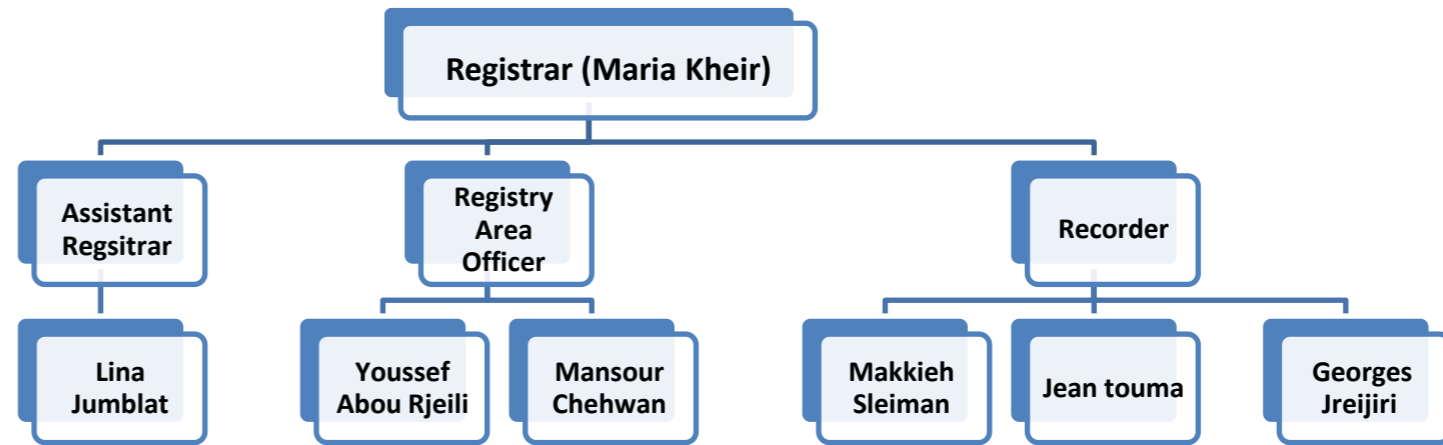 Registrar (Maria Kheir)
Assistant
Regsitrar
Registry
Area
Officer
Recorder
Lina
Jumblat
Youssef
Abou Rjeili
Mansour
Chehwan
Makkieh
Sleiman
Jean touma
Georges
Jreijiri